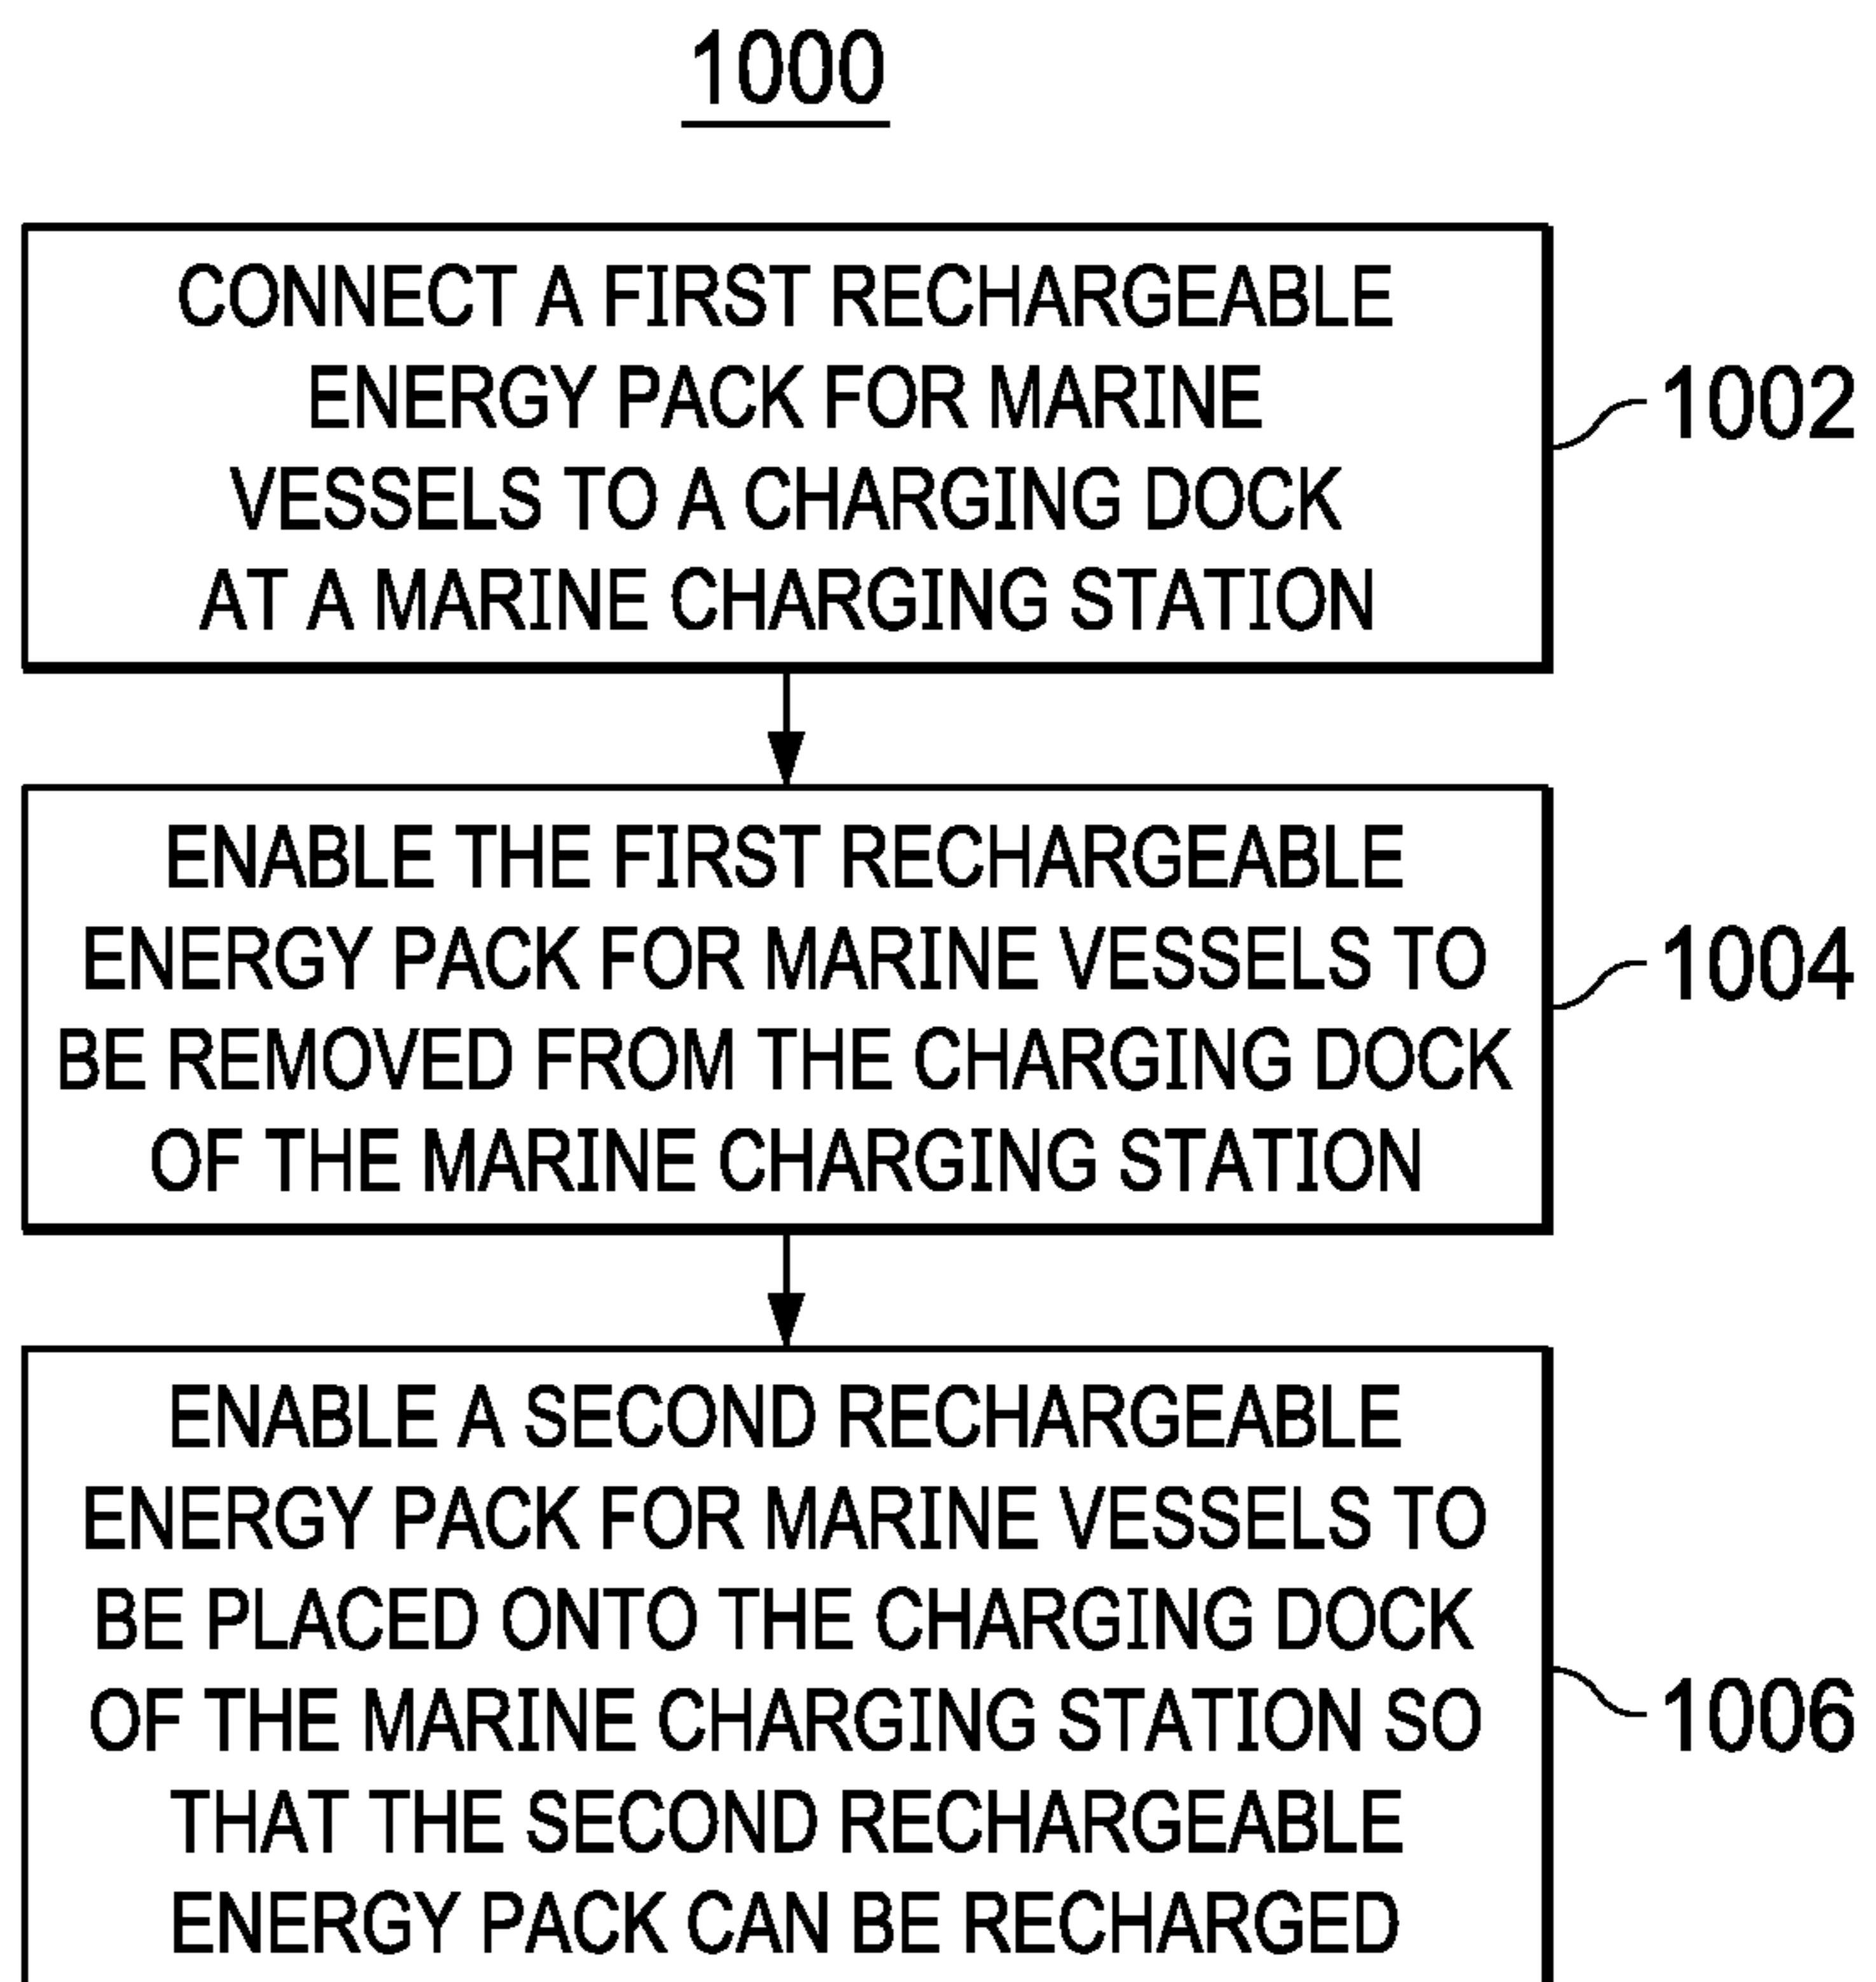 1000
CONNECT A FIRST RECHARGEABLE
ENERGY PACK FOR MARINE
VESSELS TO A CHARGING DOCK
AT A MARINE CHARGING STATION
1002
ENABLE THE FIRST RECHARGEABLE
ENERGY PACK FOR MARINE VESSELS TO
BE REMOVED FROM THE CHARGING DOCK
OF THE MARINE CHARGING STATION
1004
ENABLE A SECOND RECHARGEABLE
ENERGY PACK FOR MARINE VESSELS TO
BE PLACED ONTO THE CHARGING DOCK
OF THE MARINE CHARGING STATION SO
THAT THE SECOND RECHARGEABLE
ENERGY PACK CAN BE RECHARGED
1006